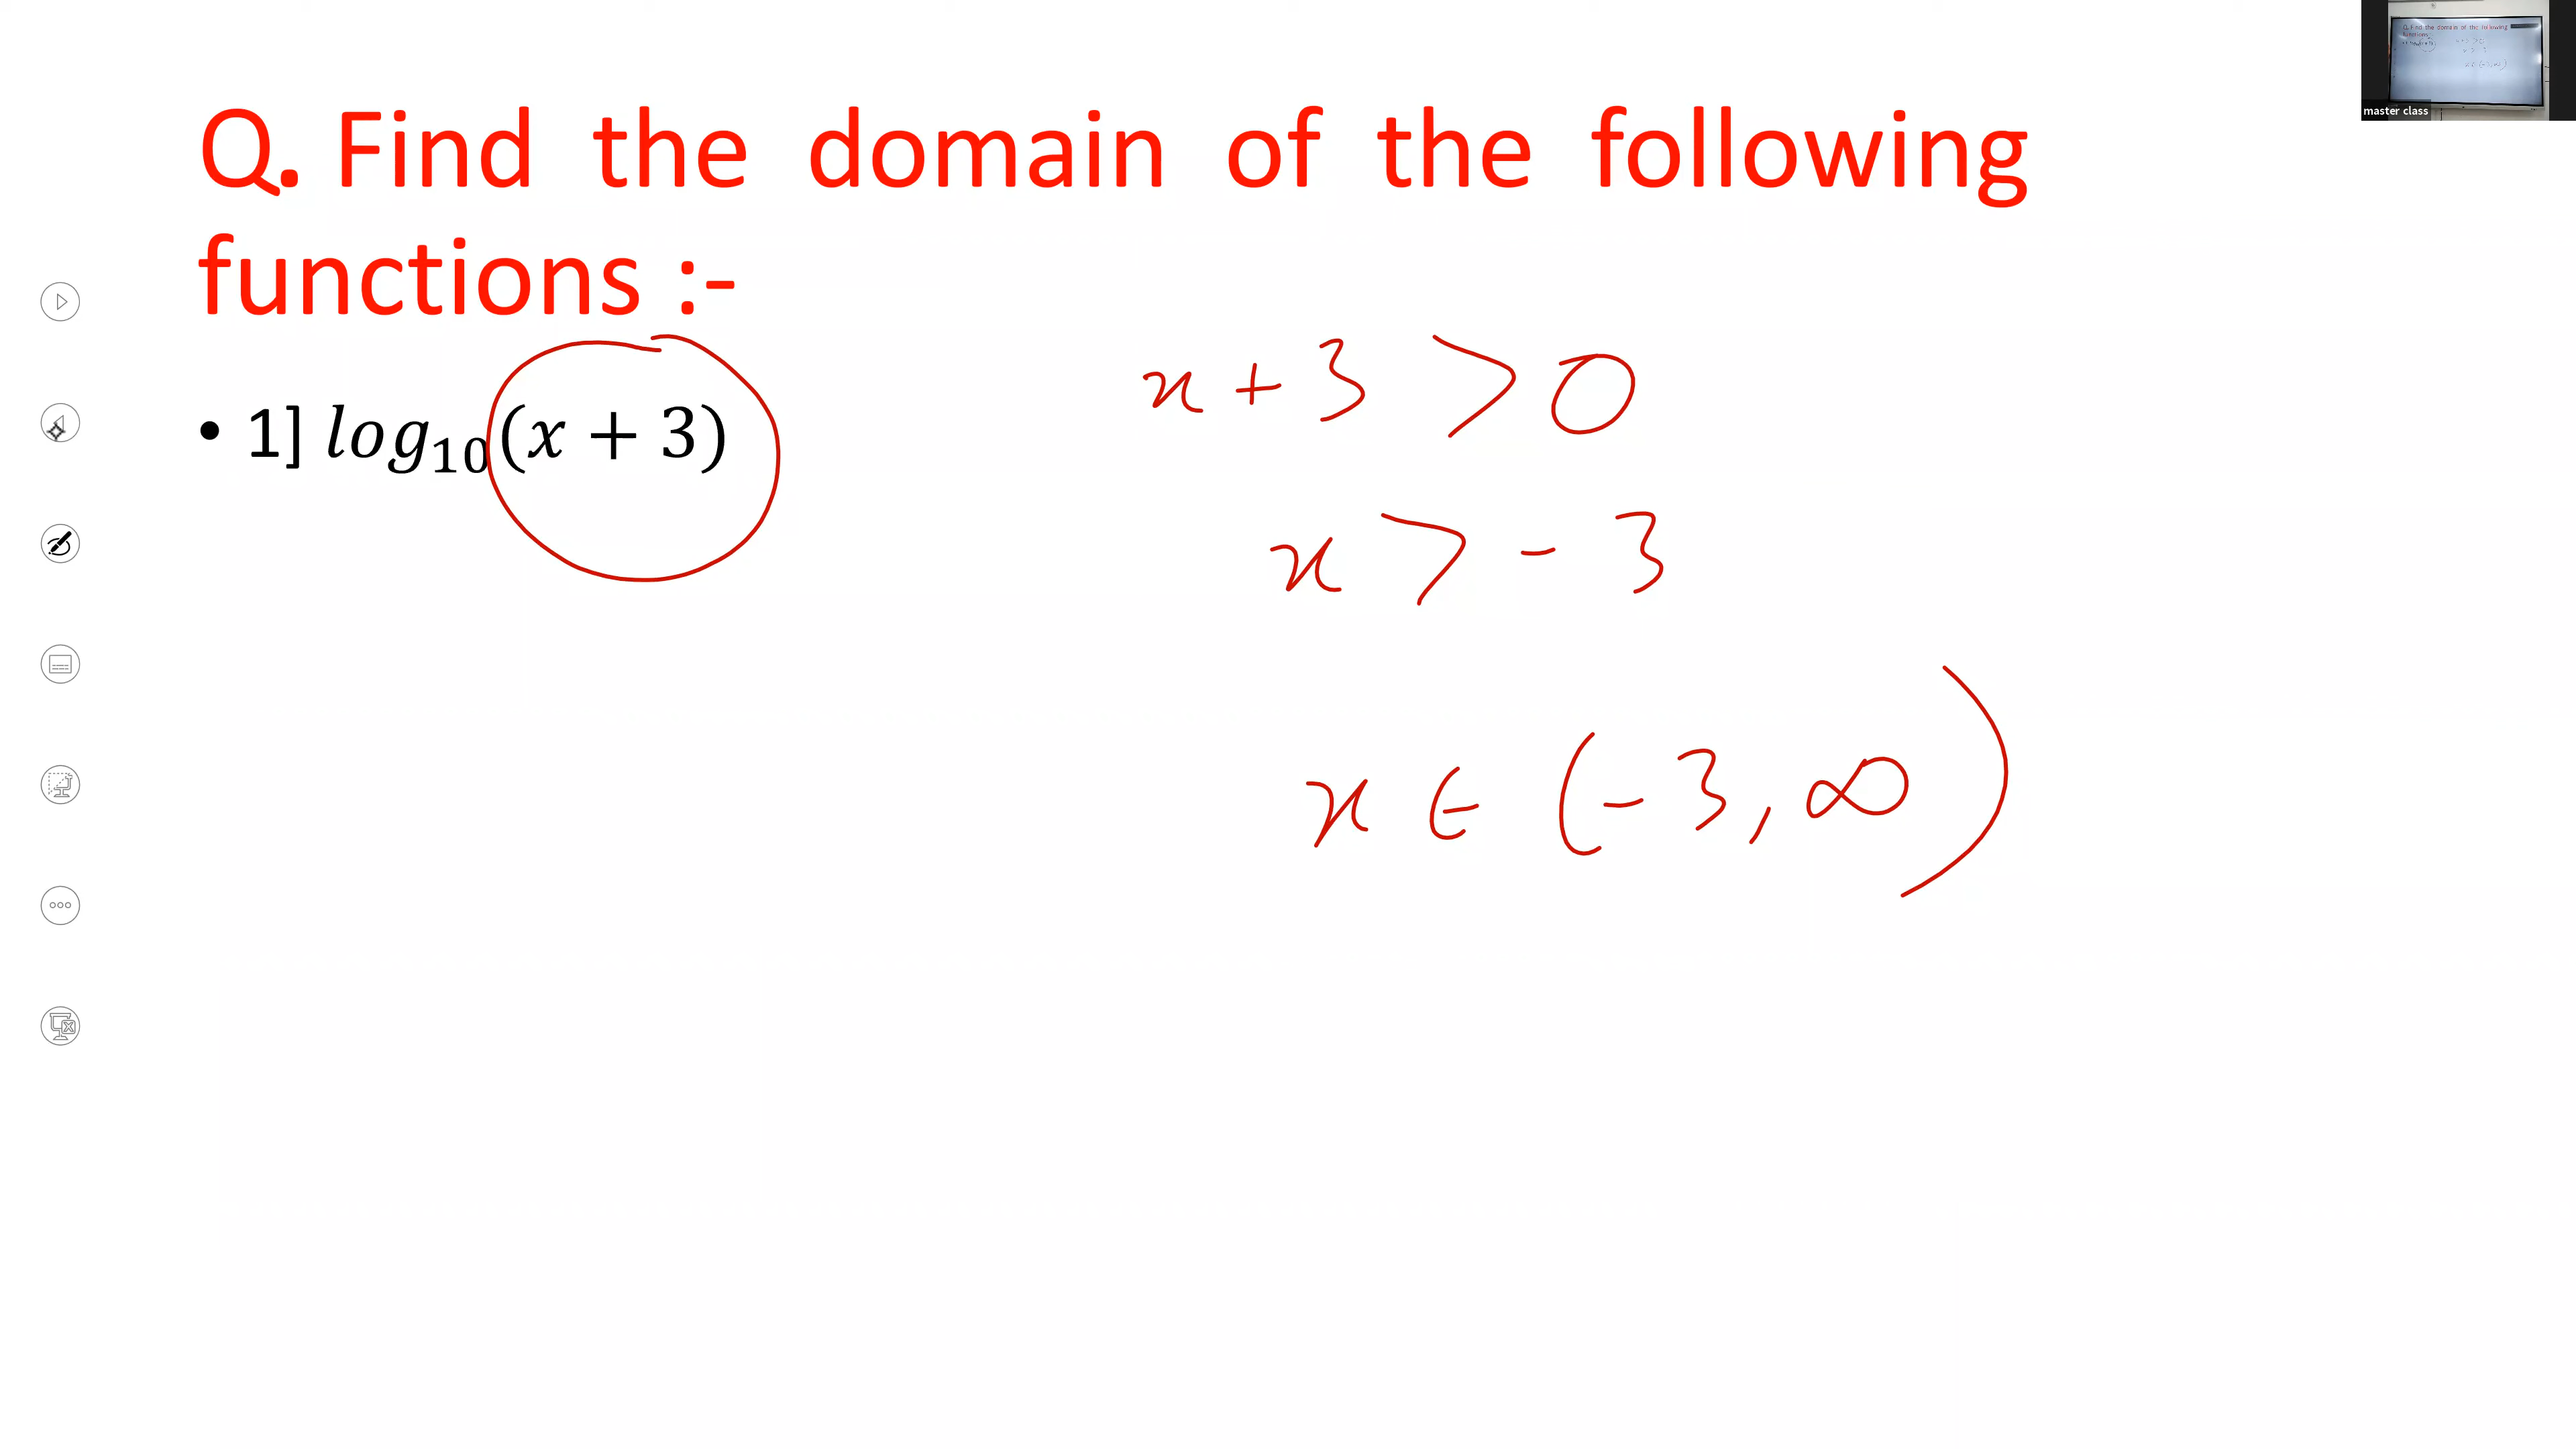 Q. Find the domain of the following
functions :-
• 1] log₁₀(x + 3)
x + 3 > 0
x > - 3
x ∈ (- 3, ∞)
master class